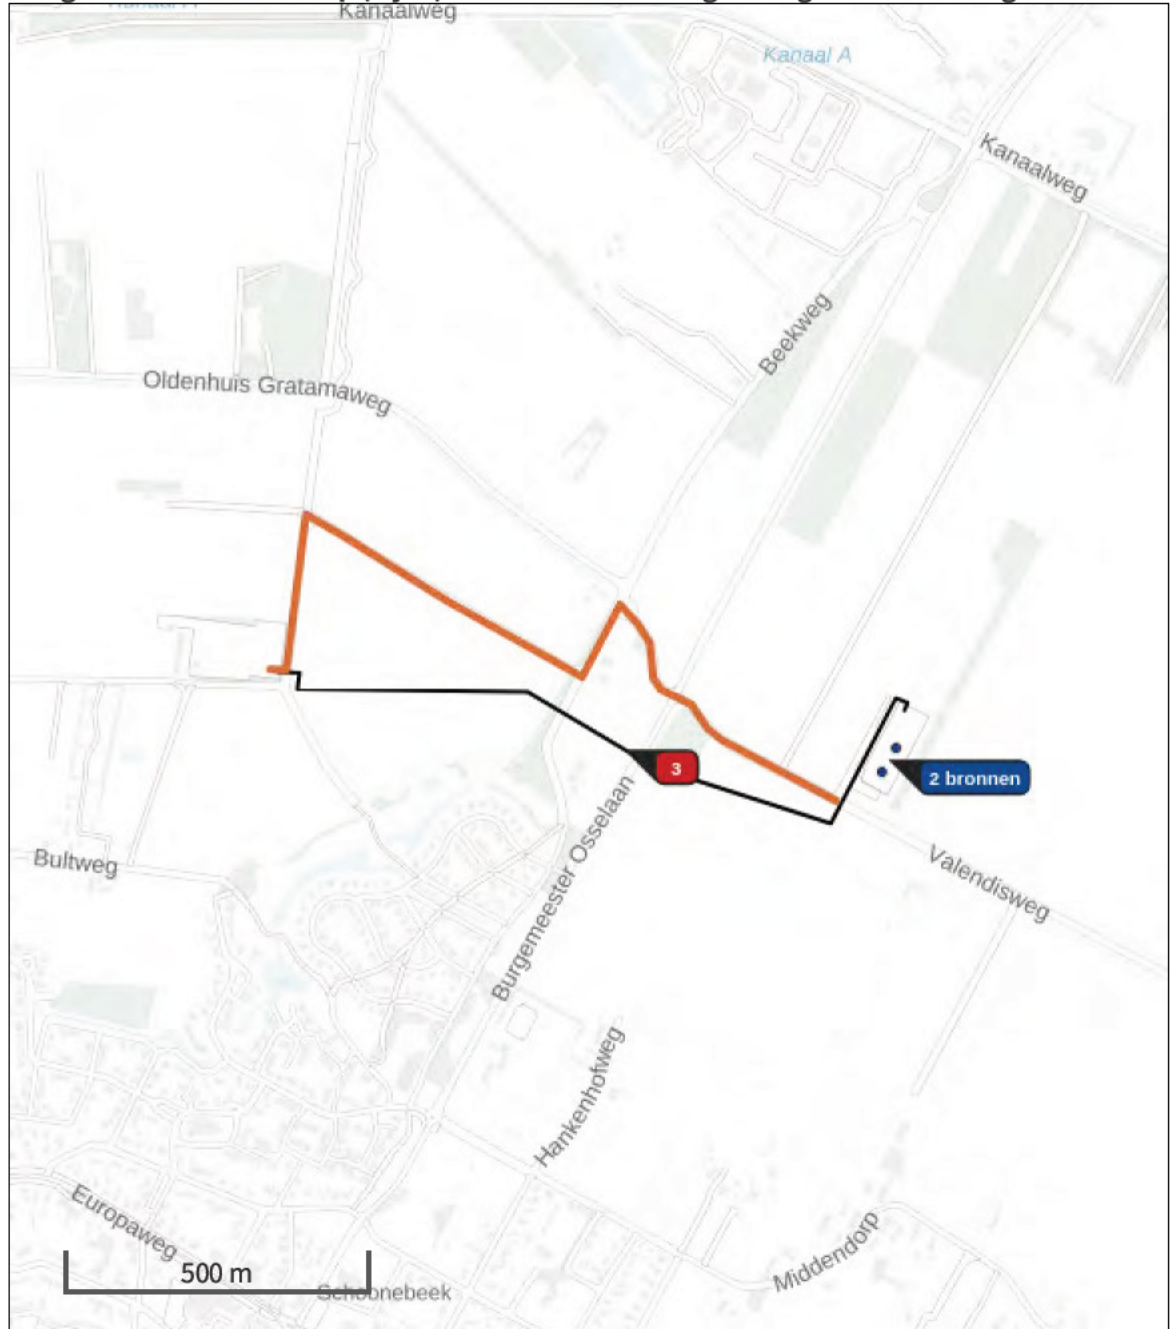 Kanaalweg
Kanaal A
Kanaalweg
Beekweg
Oldenhuis Gratamaweg
3
2 bronnen
Burgemeester Osselaan
Bultweg
Valendisweg
Hankenhofweg
Europaweg
Middendorp
500 m
Schoonebeek